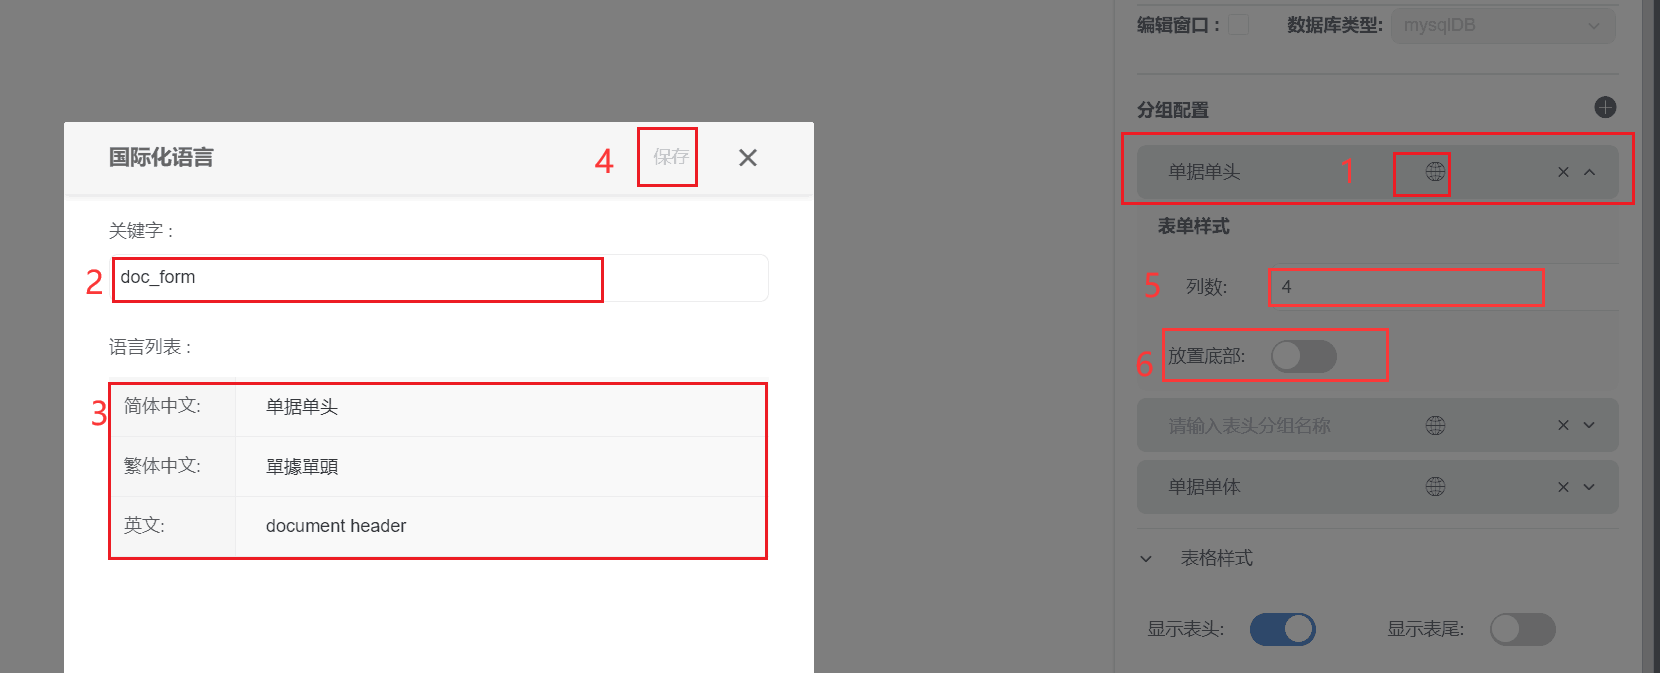 编辑窗口 :
数据库类型:
mysqlDB
分组配置
单据单头
1
表单样式
5
列数:
4
6
放置底部:
请输入表头分组名称
单据单体
表格样式
显示表头:
显示表尾:
国际化语言
4
保存
关键字 :
2
doc_form
语言列表 :
3
简体中文:
单据单头
繁体中文:
單據單頭
英文:
document header